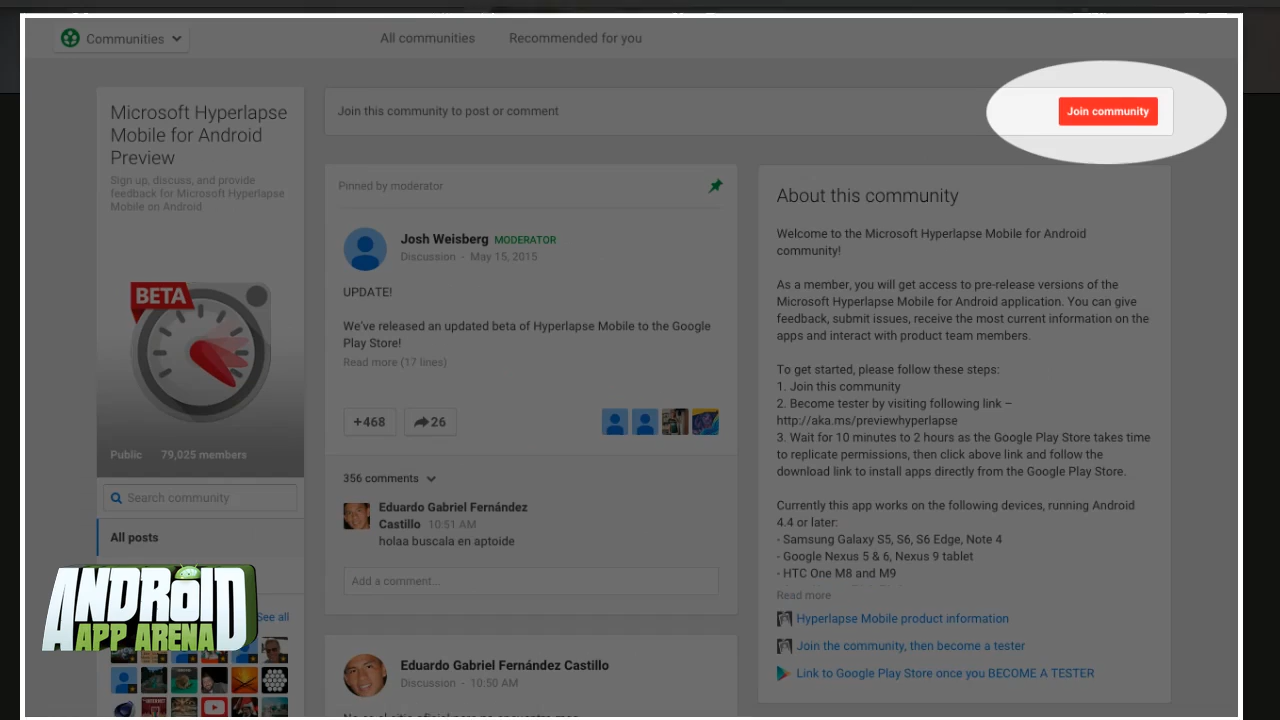 Communities
All communities
Recommended for you
Microsoft Hyperlapse
Mobile for Android
Preview
Sign up, discuss, and provide
feedback for Microsoft Hyperlapse
Mobile on Android
BETA
Public 79,025 members
Search community
All posts
See all
ANDROID
APP ARENA
Join this community to post or comment
Join community
Pinned by moderator
Josh Weisberg MODERATOR
Discussion - May 15, 2015
UPDATE!
We've released an updated beta of Hyperlapse Mobile to the Google
Play Store!
Read more (17 lines)
+468
26
356 comments
Eduardo Gabriel Fernández
Castillo 10:51 AM
holaa buscala en aptoide
Add a comment...
Eduardo Gabriel Fernández Castillo
Discussion - 10:50 AM
About this community
Welcome to the Microsoft Hyperlapse Mobile for Android
community!
As a member, you will get access to pre-release versions of the
Microsoft Hyperlapse Mobile for Android application. You can give
feedback, submit issues, receive the most current information on the
apps and interact with product team members.
To get started, please follow these steps:
1. Join this community
2. Become tester by visiting following link –
http://aka.ms/previewhyperlapse
3. Wait for 10 minutes to 2 hours as the Google Play Store takes time
to replicate permissions, then click above link and follow the
download link to install apps directly from the Google Play Store.
Currently this app works on the following devices, running Android
4.4 or later:
- Samsung Galaxy S5, S6, S6 Edge, Note 4
- Google Nexus 5 & 6, Nexus 9 tablet
- HTC One M8 and M9
Read more
Hyperlapse Mobile product information
Join the community, then become a tester
Link to Google Play Store once you BECOME A TESTER